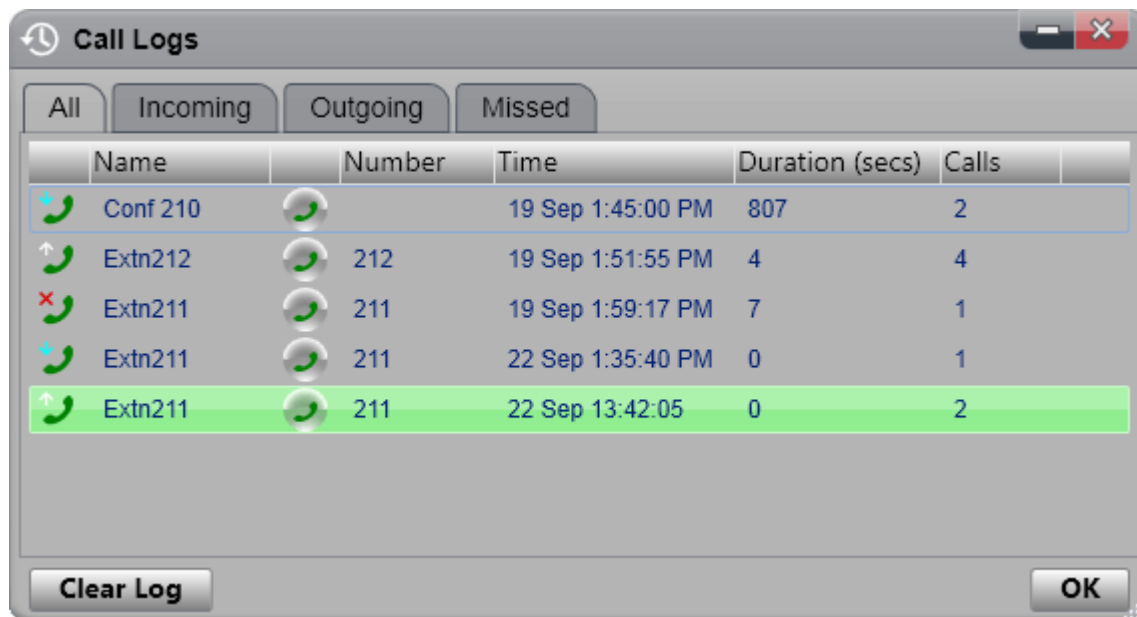 Call Logs
All Incoming Outgoing Missed
Name Number Time Duration (secs) Calls
Conf 210 19 Sep 1:45:00 PM 807 2
Extn212 212 19 Sep 1:51:55 PM 4 4
Extn211 211 19 Sep 1:59:17 PM 7 1
Extn211 211 22 Sep 1:35:40 PM 0 1
Extn211 211 22 Sep 13:42:05 0 2
Clear Log OK